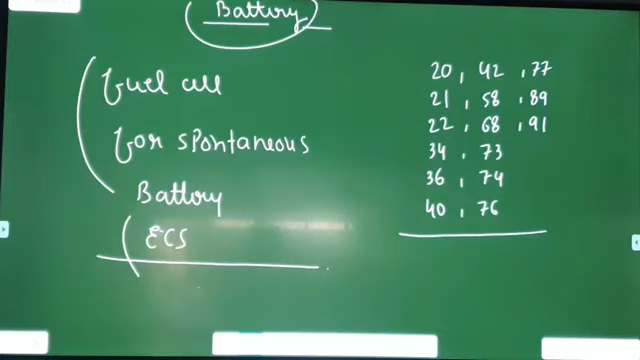 Battery
fuel cell
for spontaneous
Battery
ECS
20, 42, 77
21, 58, 89
22, 68, 91
34, 73
36, 74
40, 76